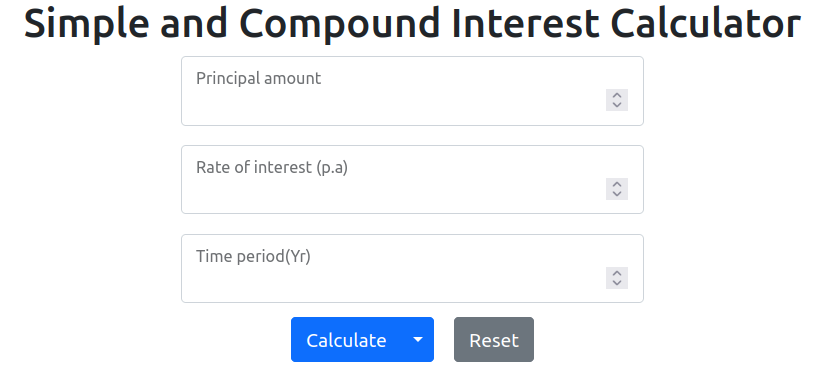 Simple and Compound Interest Calculator
Principal amount
Rate of interest (p.a)
Time period(Yr)
Calculate
Reset